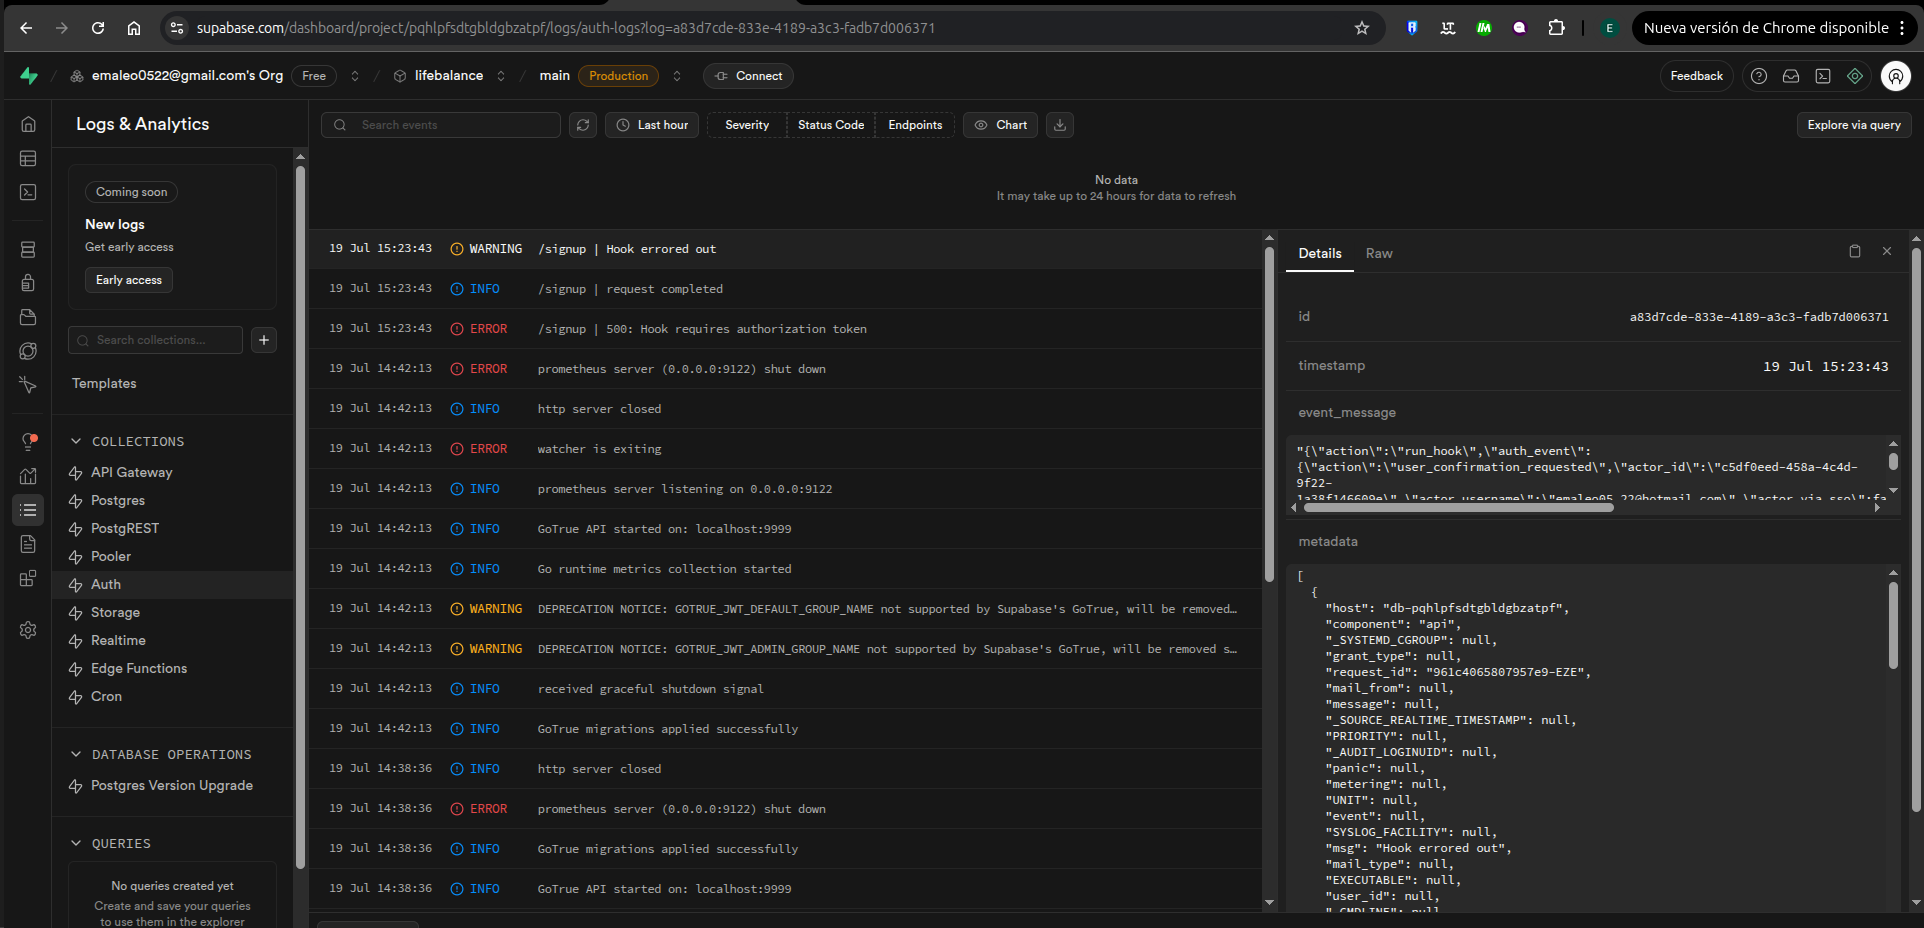 supabase.com/dashboard/project/pqhlpfsdtgbldgbzatpf/logs/auth-logs?log=a83d7cde-833e-4189-a3c3-fadb7d006371
E
Nueva versión de Chrome disponible
emaleo0522@gmail.com's Org Free / lifebalance / main Production Connect
Feedback
Logs & Analytics
Search events
Last hour
Severity
Status Code
Endpoints
Chart
Explore via query
Coming soon
New logs
Get early access
Early access
Search collections...
Templates
COLLECTIONS
API Gateway
Postgres
PostgREST
Pooler
Auth
Storage
Realtime
Edge Functions
Cron
DATABASE OPERATIONS
Postgres Version Upgrade
QUERIES
No queries created yet
Create and save your queries
to use them in the explorer
No data
It may take up to 24 hours for data to refresh
19 Jul 15:23:43 WARNING /signup | Hook errored out
19 Jul 15:23:43 INFO /signup | request completed
19 Jul 15:23:43 ERROR /signup | 500: Hook requires authorization token
19 Jul 14:42:13 ERROR prometheus server (0.0.0.0:9122) shut down
19 Jul 14:42:13 INFO http server closed
19 Jul 14:42:13 ERROR watcher is exiting
19 Jul 14:42:13 INFO prometheus server listening on 0.0.0.0:9122
19 Jul 14:42:13 INFO GoTrue API started on: localhost:9999
19 Jul 14:42:13 INFO Go runtime metrics collection started
19 Jul 14:42:13 WARNING DEPRECATION NOTICE: GOTRUE_JWT_DEFAULT_GROUP_NAME not supported by Supabase's GoTrue, will be removed…
19 Jul 14:42:13 WARNING DEPRECATION NOTICE: GOTRUE_JWT_ADMIN_GROUP_NAME not supported by Supabase's GoTrue, will be removed s…
19 Jul 14:42:13 INFO received graceful shutdown signal
19 Jul 14:42:13 INFO GoTrue migrations applied successfully
19 Jul 14:38:36 INFO http server closed
19 Jul 14:38:36 ERROR prometheus server (0.0.0.0:9122) shut down
19 Jul 14:38:36 INFO GoTrue migrations applied successfully
19 Jul 14:38:36 INFO GoTrue API started on: localhost:9999
Details
Raw
id a83d7cde-833e-4189-a3c3-fadb7d006371
timestamp 19 Jul 15:23:43
event_message
"{\"action\":\"run_hook\",\"auth_event\":
{\"action\":\"user_confirmation_requested\",\"actor_id\":\"c5df0eed-458a-4c4d-
9f22-
1a38f146609e\",\"actor_username\":\"emaleo05_22@hotmail.com\",\"actor_via_sso\":fa
metadata
[
{
"host": "db-pqhlpfsdtgbldgbzatpf",
"component": "api",
"_SYSTEMD_CGROUP": null,
"grant_type": null,
"request_id": "961c4065807957e9-EZE",
"mail_from": null,
"message": null,
"_SOURCE_REALTIME_TIMESTAMP": null,
"PRIORITY": null,
"_AUDIT_LOGINUID": null,
"panic": null,
"metering": null,
"UNIT": null,
"event": null,
"SYSLOG_FACILITY": null,
"msg": "Hook errored out",
"mail_type": null,
"EXECUTABLE": null,
"user_id": null,
"_CMDLINE": null